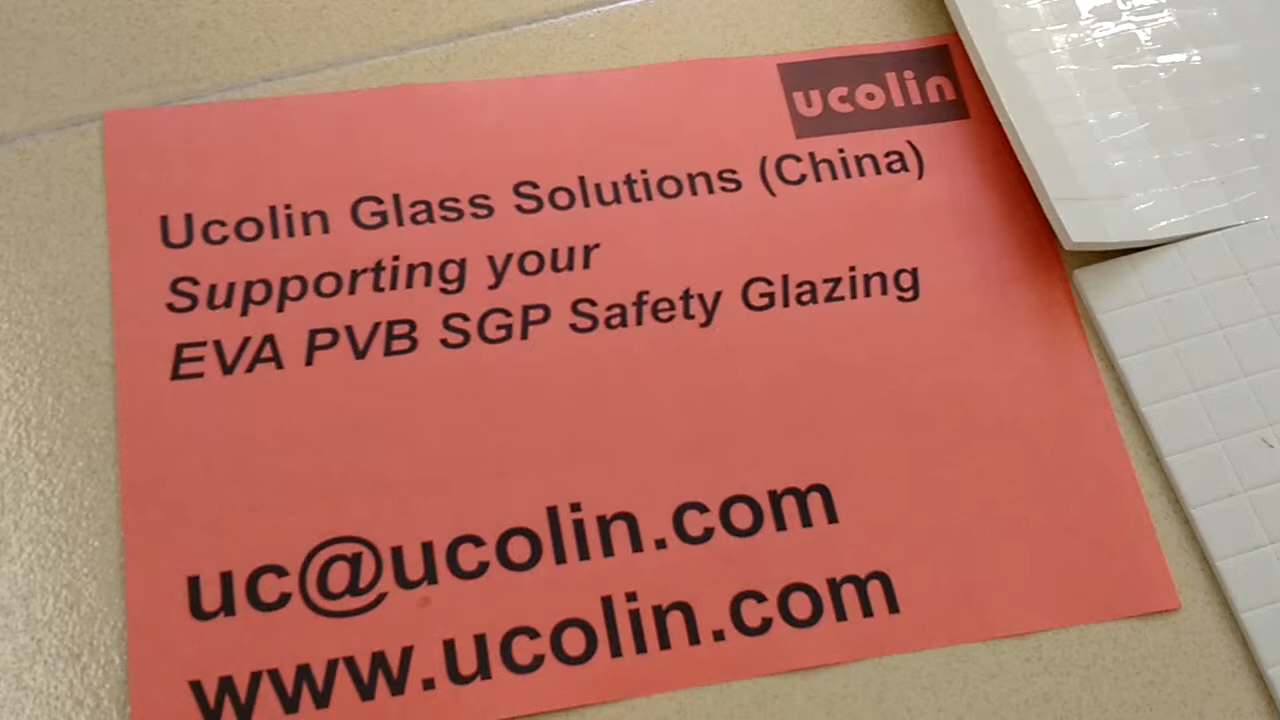 ucolin
Ucolin Glass Solutions (China)
Supporting your
EVA PVB SGP Safety Glazing
uc@ucolin.com
www.ucolin.com